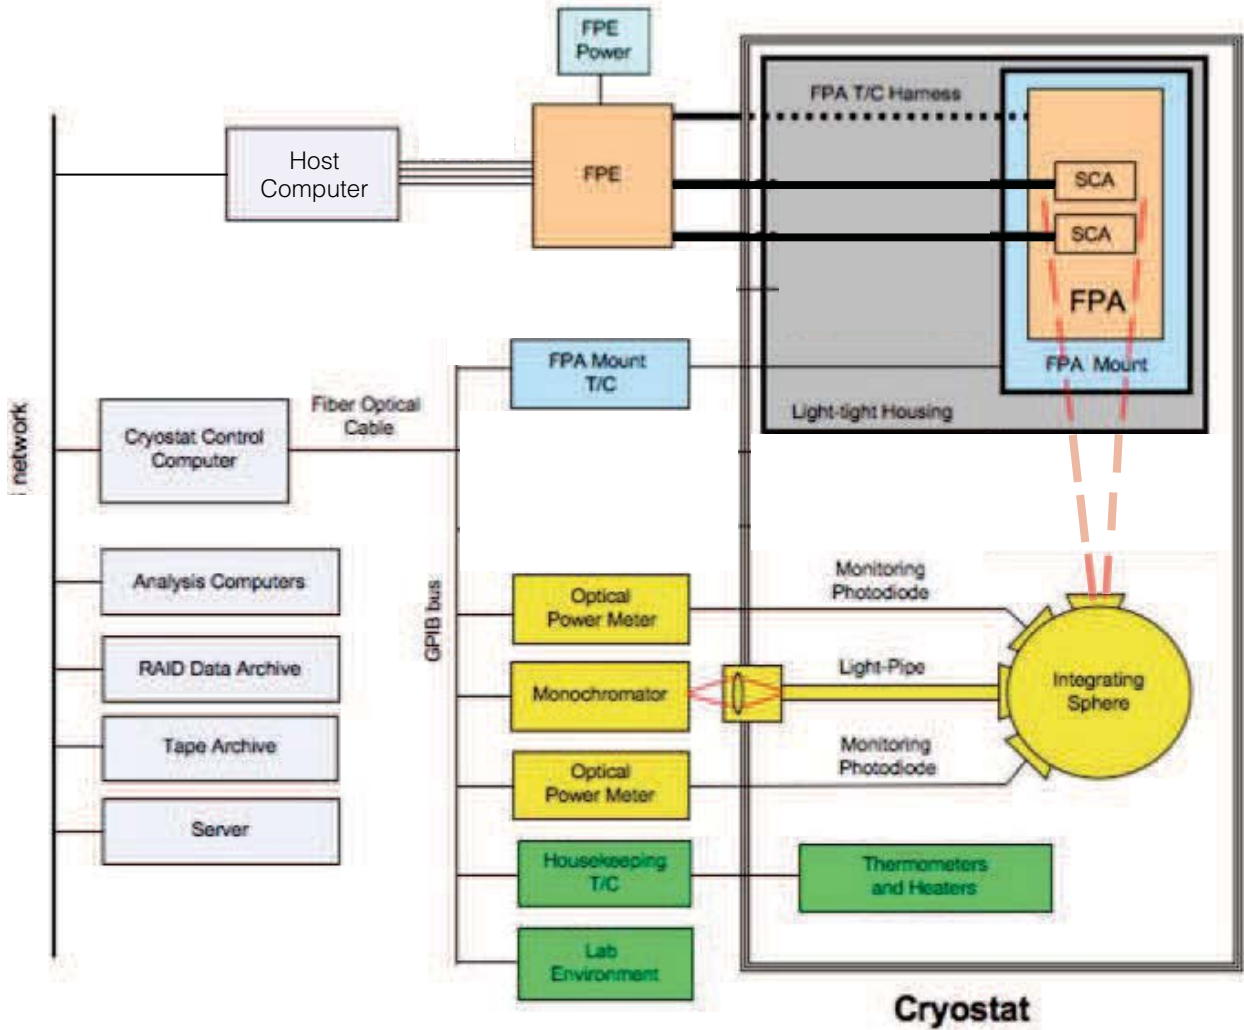 FPE
Power
FPA T/C Harness
Host
Computer
FPE
SCA
SCA
FPA
FPA Mount
T/C
FPA Mount
Light-tight Housing
Fiber Optical
Cable
Cryostat Control
Computer
network
Analysis Computers
RAID Data Archive
Tape Archive
Server
GPIB bus
Optical
Power Meter
Monitoring
Photodiode
Monochromator
Light-Pipe
Integrating
Sphere
Optical
Power Meter
Monitoring
Photodiode
Housekeeping
T/C
Thermometers
and Heaters
Lab
Environment
Cryostat